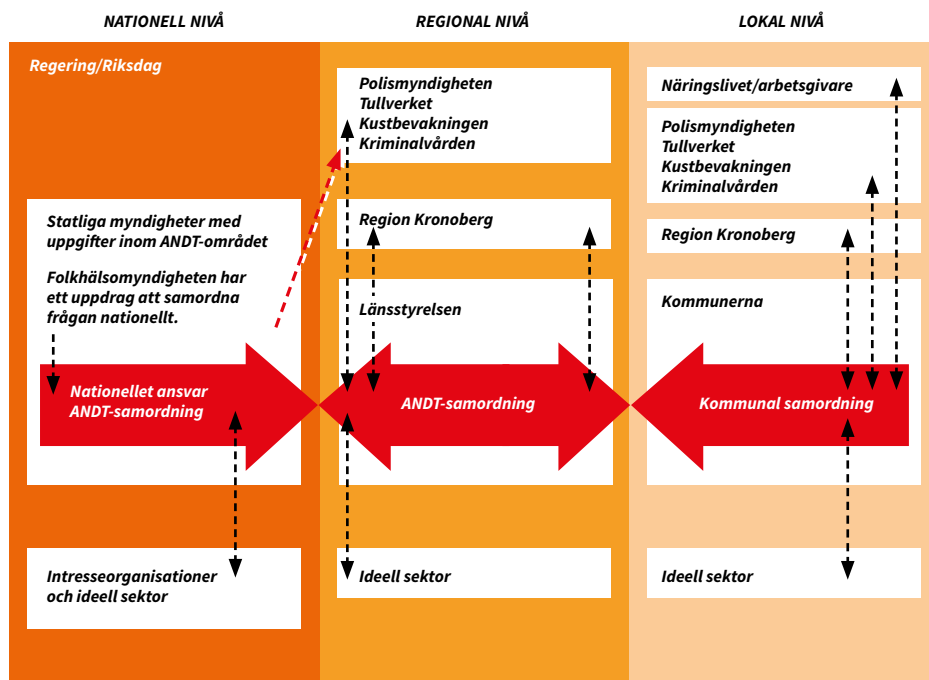 NATIONELL NIVÅ
REGIONAL NIVÅ
LOKAL NIVÅ
Regering/Riksdag
Statliga myndigheter med
uppgifter inom ANDT-området
Folkhälsomyndigheten har
ett uppdrag att samordna
frågan nationellt.
Nationellet ansvar
ANDT-samordning
Intresseorganisationer
och ideell sektor
Polismyndigheten
Tullverket
Kustbevakningen
Kriminalvården
Region Kronoberg
Länsstyrelsen
ANDT-samordning
Ideell sektor
Näringslivet/arbetsgivare
Polismyndigheten
Tullverket
Kustbevakningen
Kriminalvården
Region Kronoberg
Kommunerna
Kommunal samordning
Ideell sektor